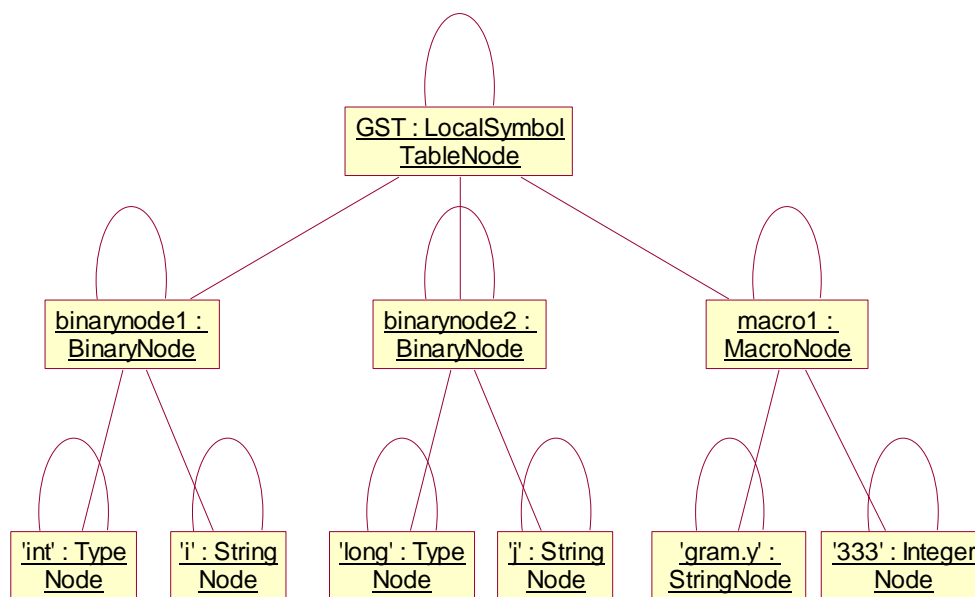 GST : LocalSymbol
TableNode
binarynode1 :
BinaryNode
binarynode2 :
BinaryNode
macro1 :
MacroNode
'int' : Type
Node
'i' : String
Node
'long' : Type
Node
'j' : String
Node
'gram.y' :
StringNode
'333' : Integer
Node